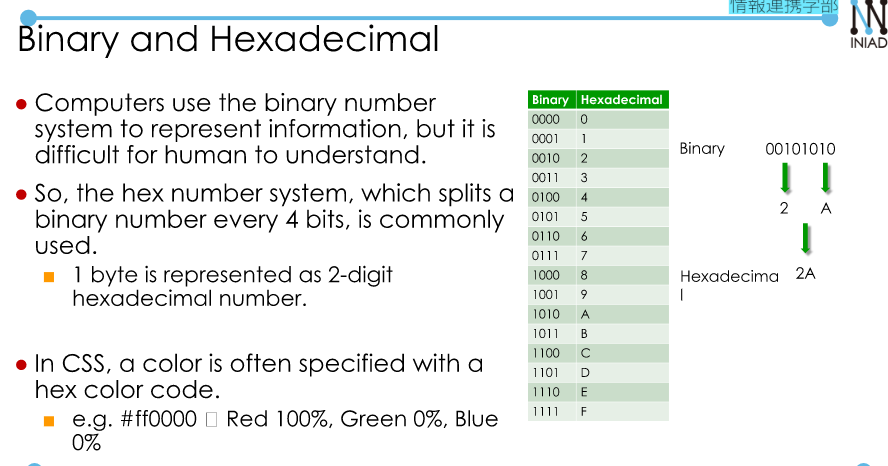 情報連携学部
INIAD
Binary and Hexadecimal
Computers use the binary number
system to represent information, but it is
difficult for human to understand.
So, the hex number system, which splits a
binary number every 4 bits, is commonly
used.
1 byte is represented as 2-digit
hexadecimal number.
In CSS, a color is often specified with a
hex color code.
e.g. #ff0000 □ Red 100%, Green 0%, Blue
0%
Binary Hexadecimal
0000 0
0001 1
0010 2
0011 3
0100 4
0101 5
0110 6
0111 7
1000 8
1001 9
1010 A
1011 B
1100 C
1101 D
1110 E
1111 F
Binary 00101010
2 A
Hexadecima 2A
l